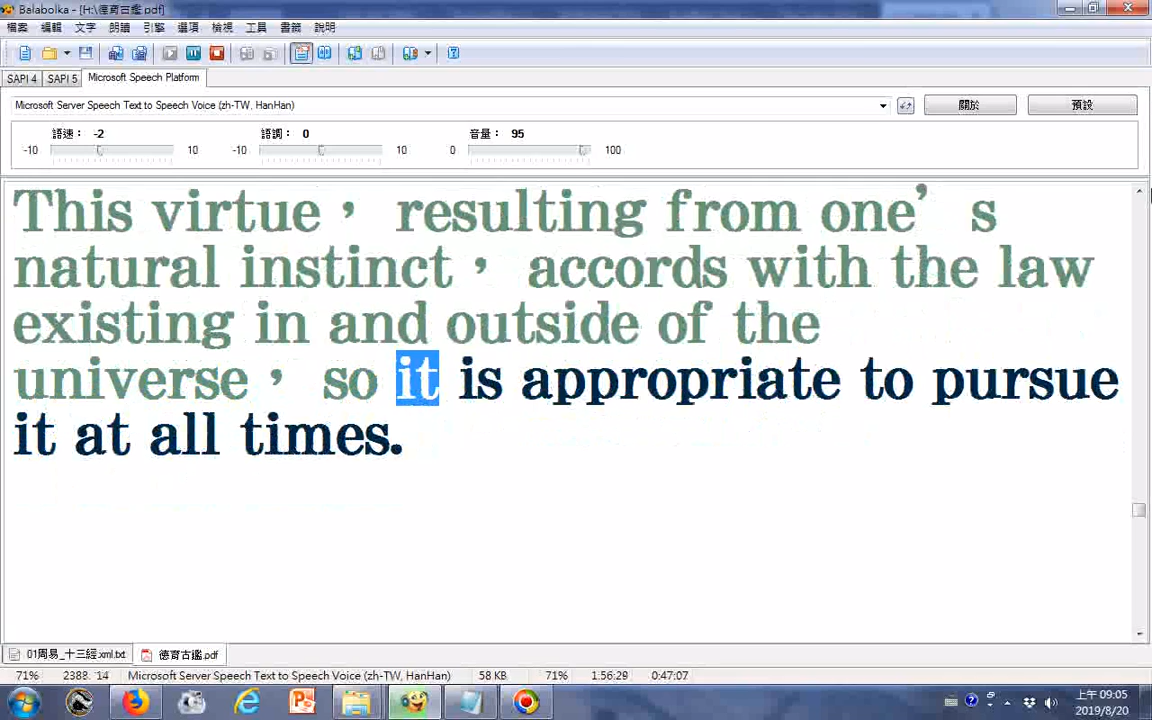 Balabolka - [H:\德育古鑑.pdf]
檔案 編輯 文字 朗讀 引擎 選項 檢視 工具 書籤 說明
SAPI 4 SAPI 5 Microsoft Speech Platform
Microsoft Server Speech Text to Speech Voice (zh-TW, HanHan) 關於 預設
語速： -2 語調： 0 音量： 95
-10 10 -10 10 0 100
This virtue， resulting from one’s
natural instinct， accords with the law
existing in and outside of the
universe， so it is appropriate to pursue
it at all times.
01周易_十三經.xml.txt 德育古鑑.pdf
71% 2388: 14 Microsoft Server Speech Text to Speech Voice (zh-TW, HanHan) 58 KB 71% 1:56:29 0:47:07
上午 09:05
2019/8/20